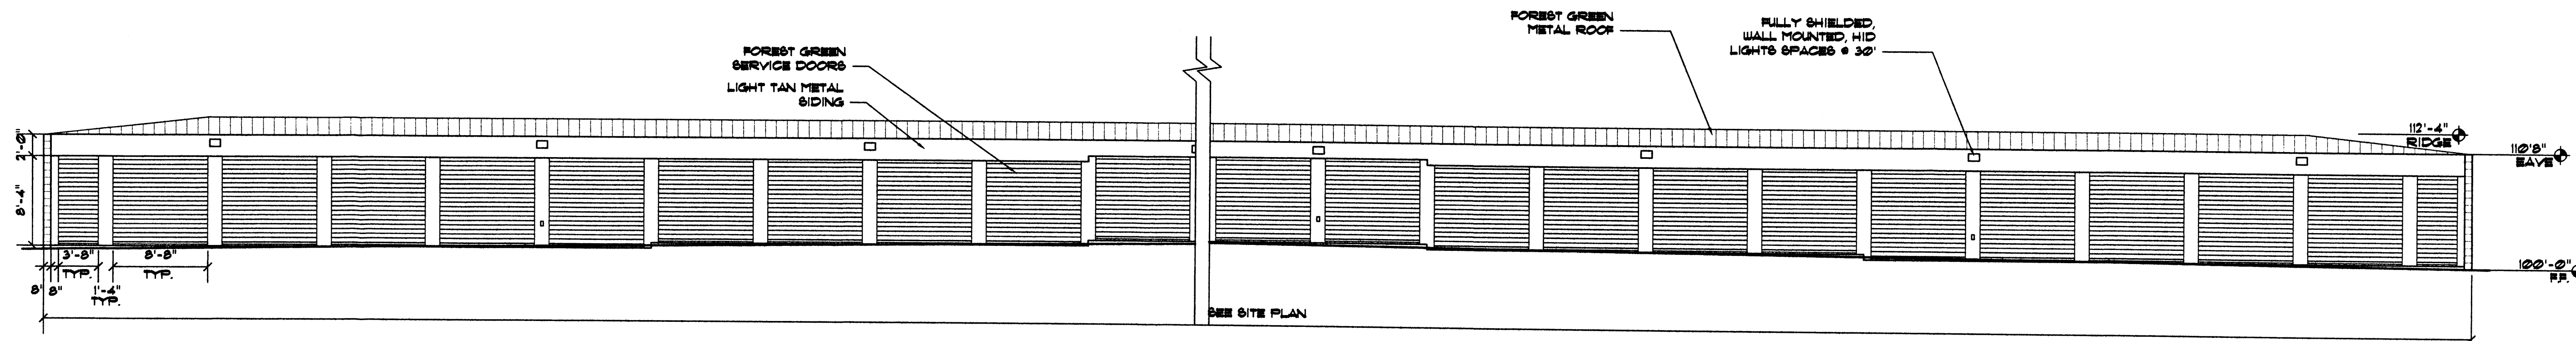 FOREST GREEN
METAL ROOF
FULLY SHIELDED,
WALL MOUNTED, HID
LIGHTS SPACES @ 30'
FOREST GREEN
SERVICE DOORS
LIGHT TAN METAL
SIDING
112'-4"
RIDGE
110'8"
EAVE
2'-0"
8'-4"
3'-8"
TYP.
8'-8"
TYP.
8"
8"
1'-4"
TYP.
100'-0"
F.F.
SEE SITE PLAN